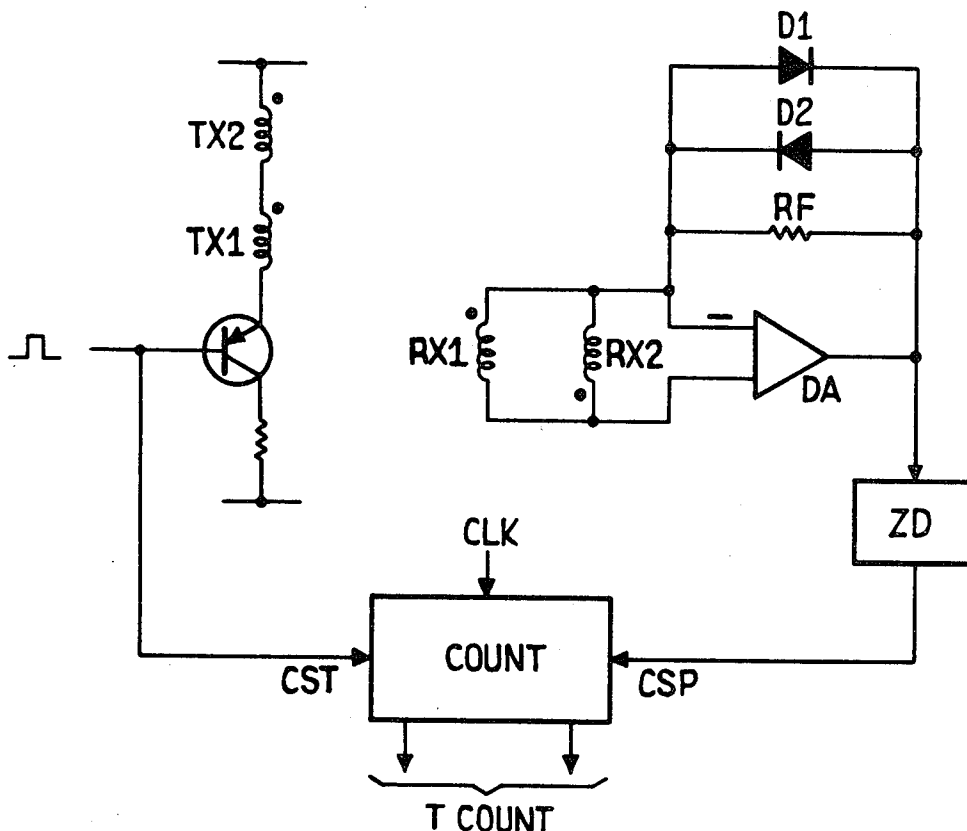 D1
D2
TX2
RF
TX1
RX1
RX2
−
DA
ZD
CLK
COUNT
CST
CSP
T COUNT